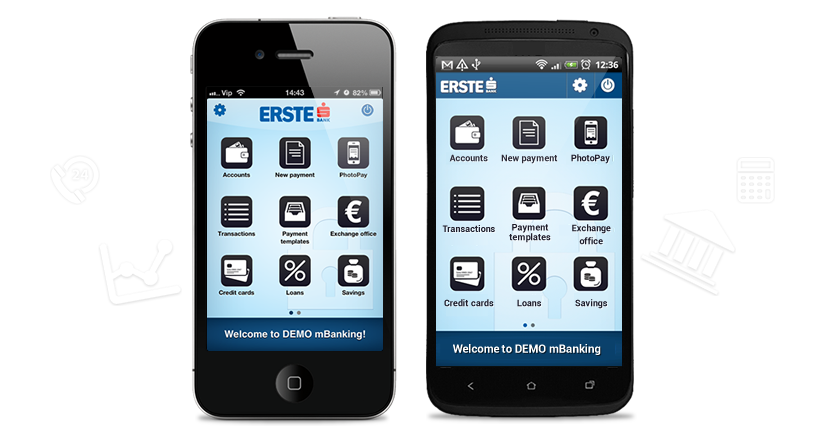 Vip 14:43 82%
ERSTE
BANK
Accounts New payment PhotoPay
Transactions Payment templates Exchange office
Credit cards Loans Savings
Welcome to DEMO mBanking!
12:36
ERSTE
BANK
Accounts New payment PhotoPay
Transactions Payment
templates Exchange
office
Credit cards Loans Savings
Welcome to DEMO mBanking